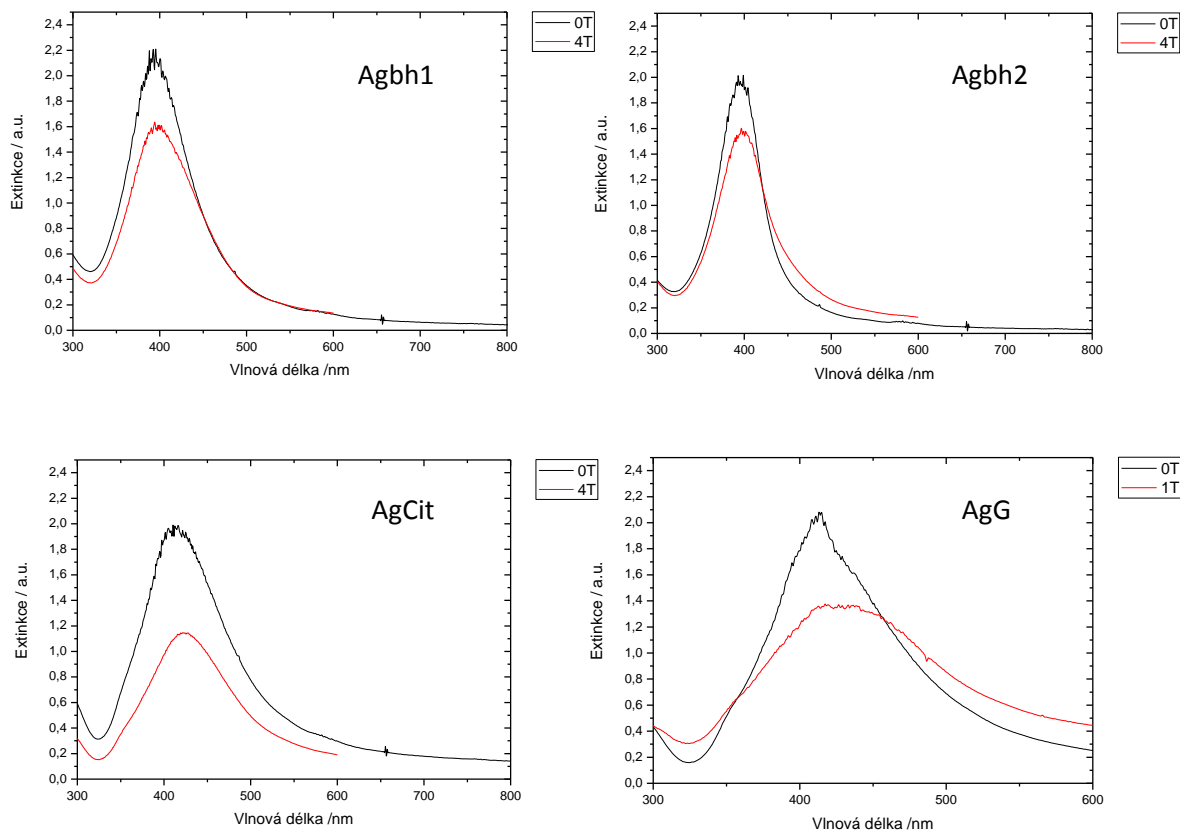 Agbh1
0T
4T
2,4
2,2
2,0
1,8
1,6
1,4
1,2
1,0
0,8
0,6
0,4
0,2
0,0
Extinkce / a.u.
300 400 500 600 700 800
Vlnová délka /nm
Agbh2
0T
4T
2,4
2,2
2,0
1,8
1,6
1,4
1,2
1,0
0,8
0,6
0,4
0,2
0,0
Extinkce / a.u.
300 400 500 600 700 800
Vlnová délka /nm
AgCit
0T
4T
2,4
2,2
2,0
1,8
1,6
1,4
1,2
1,0
0,8
0,6
0,4
0,2
0,0
Extinkce / a.u.
300 400 500 600 700 800
Vlnová délka /nm
AgG
0T
1T
2,4
2,2
2,0
1,8
1,6
1,4
1,2
1,0
0,8
0,6
0,4
0,2
0,0
Extinkce / a.u.
300 400 500 600
Vlnová délka /nm